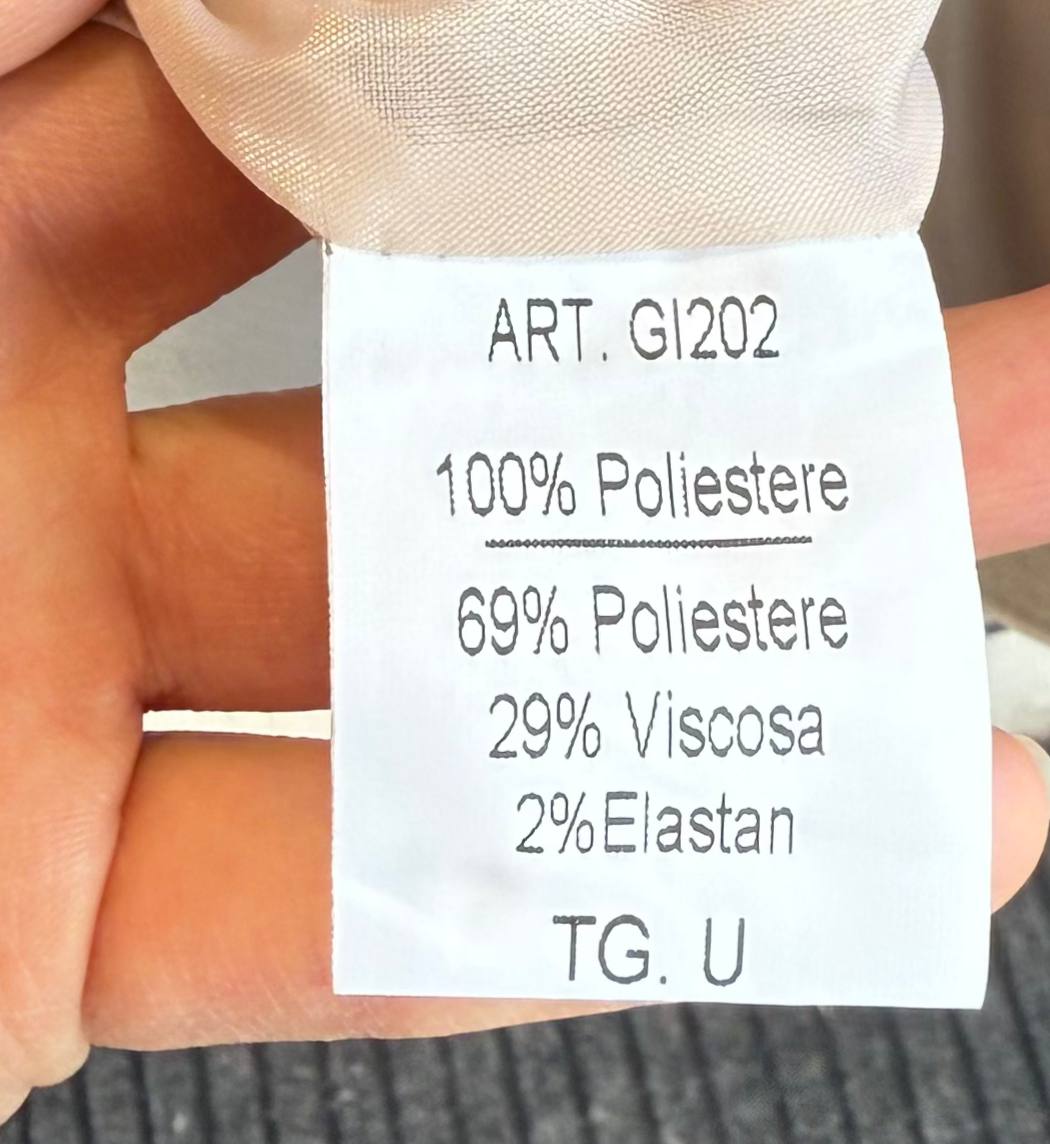 ART. GI202
100% Poliestere
69% Poliestere
29% Viscosa
2%Elastan
TG. U